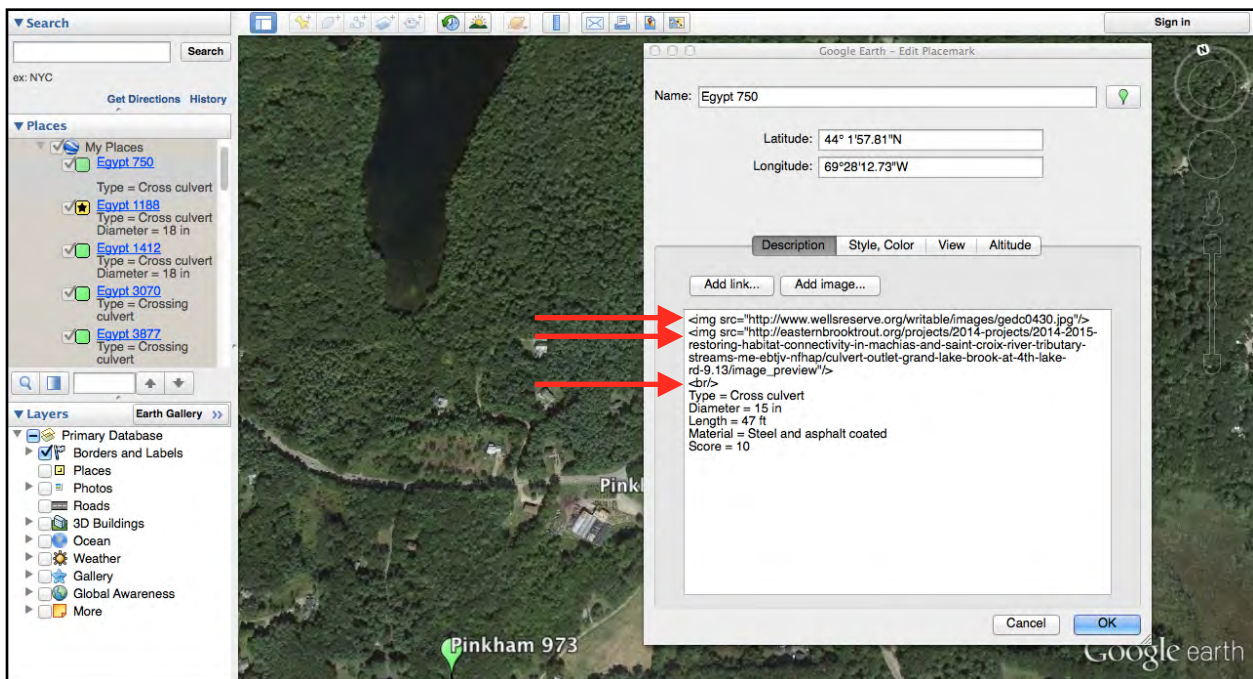 ▼ Search
Search
ex: NYC
Get Directions History
▼ Places
My Places
Egypt 750
Type = Cross culvert
Egypt 1188
Type = Cross culvert
Diameter = 18 in
Egypt 1412
Type = Cross culvert
Diameter = 18 in
Egypt 3070
Type = Crossing
culvert
Egypt 3877
Type = Crossing
culvert
▼ Layers
Earth Gallery >>
Primary Database
Borders and Labels
Places
Photos
Roads
3D Buildings
Ocean
Weather
Gallery
Global Awareness
More
Sign in
N
Pinkham 973
Google earth
Google Earth - Edit Placemark
Name: Egypt 750
Latitude: 44° 1'57.81"N
Longitude: 69°28'12.73"W
Description Style, Color View Altitude
Add link... Add image...
<img src="http://www.wellsreserve.org/writable/images/gedc0430.jpg"/>
<img src="http://easternbrooktrout.org/projects/2014-projects/2014-2015-
restoring-habitat-connectivity-in-machias-and-saint-croix-river-tributary-
streams-me-ebtjv-nfhap/culvert-outlet-grand-lake-brook-at-4th-lake-
rd-9.13/image_preview"/>
<br/>
Type = Cross culvert
Diameter = 15 in
Length = 47 ft
Material = Steel and asphalt coated
Score = 10
Cancel OK